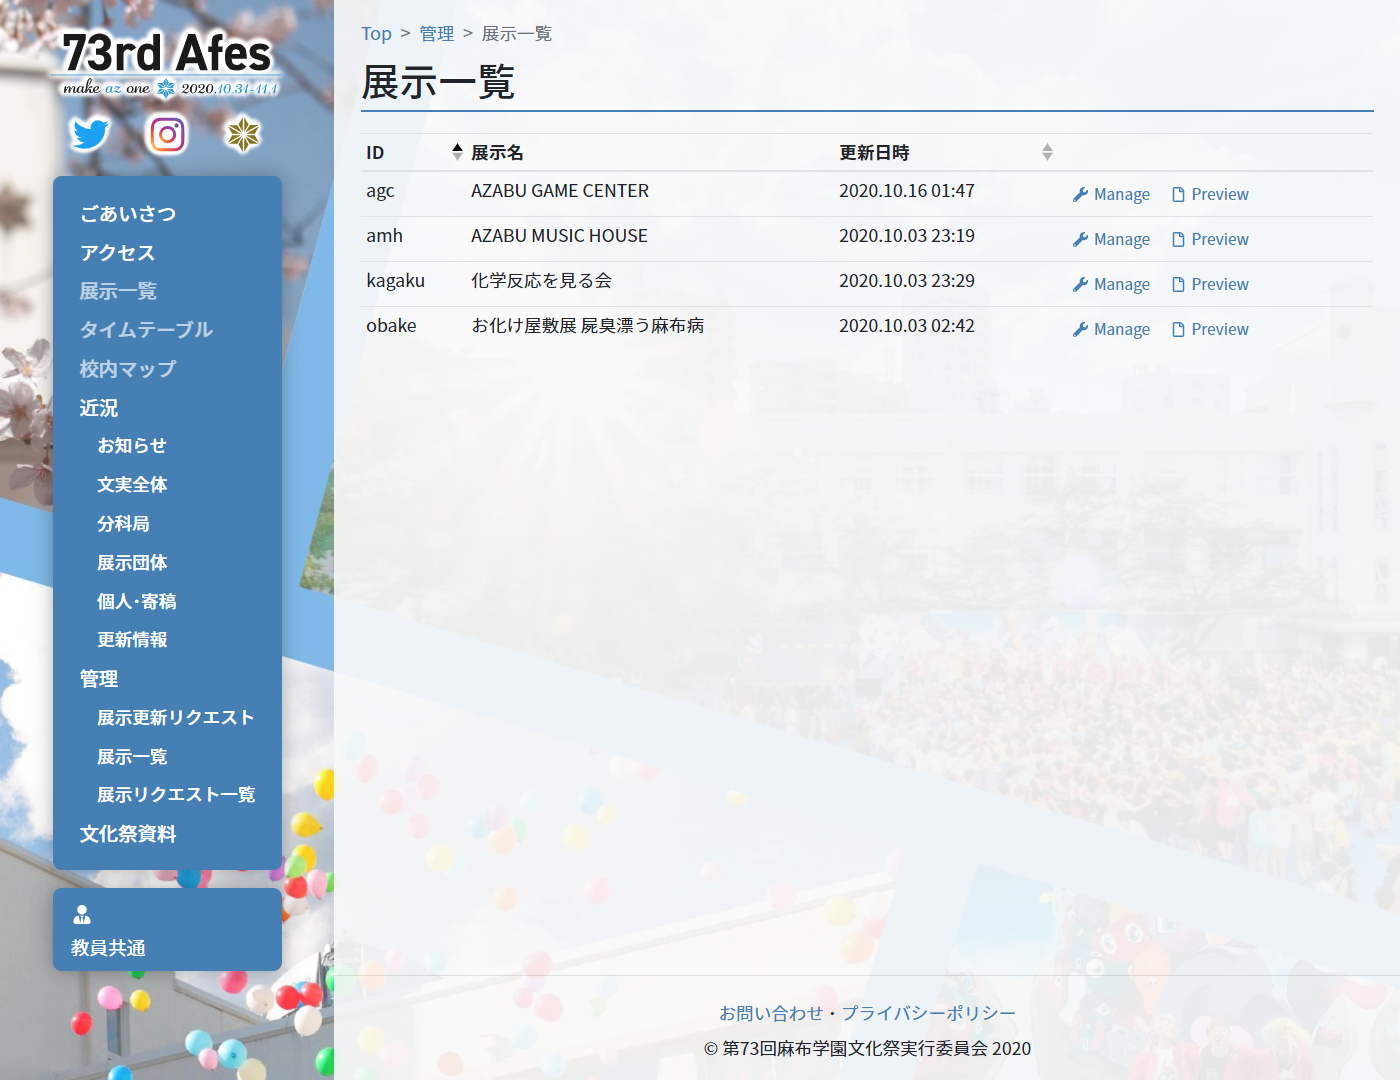 73rd Afes
make az one 2020.10.31-11.1
ごあいさつ
アクセス
展示一覧
タイムテーブル
校内マップ
近況
お知らせ
文実全体
分科局
展示団体
個人・寄稿
更新情報
管理
展示更新リクエスト
展示一覧
展示リクエスト一覧
文化祭資料
教員共通
Top > 管理 > 展示一覧
展示一覧
ID 展示名 更新日時
agc AZABU GAME CENTER 2020.10.16 01:47 Manage Preview
amh AZABU MUSIC HOUSE 2020.10.03 23:19 Manage Preview
kagaku 化学反応を見る会 2020.10.03 23:29 Manage Preview
obake お化け屋敷展 屍臭漂う麻布病 2020.10.03 02:42 Manage Preview
お問い合わせ・プライバシーポリシー
© 第73回麻布学園文化祭実行委員会 2020